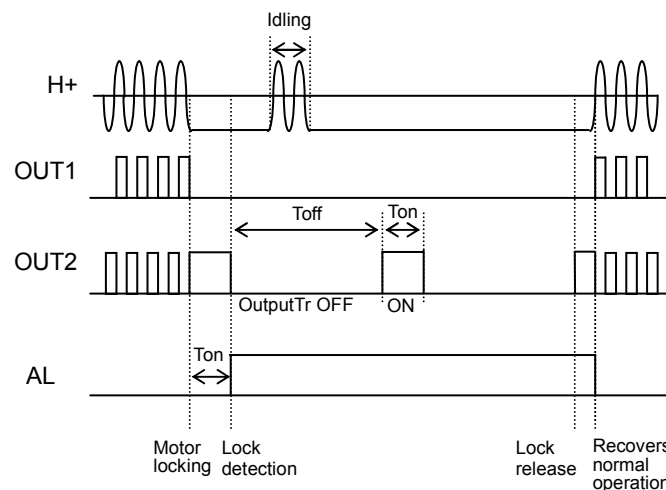 Idling
H+
OUT1
Toff
Ton
OUT2
OutputTr OFF
ON
Ton
AL
Motor
locking
Lock
detection
Lock
release
Recovers
normal
operation